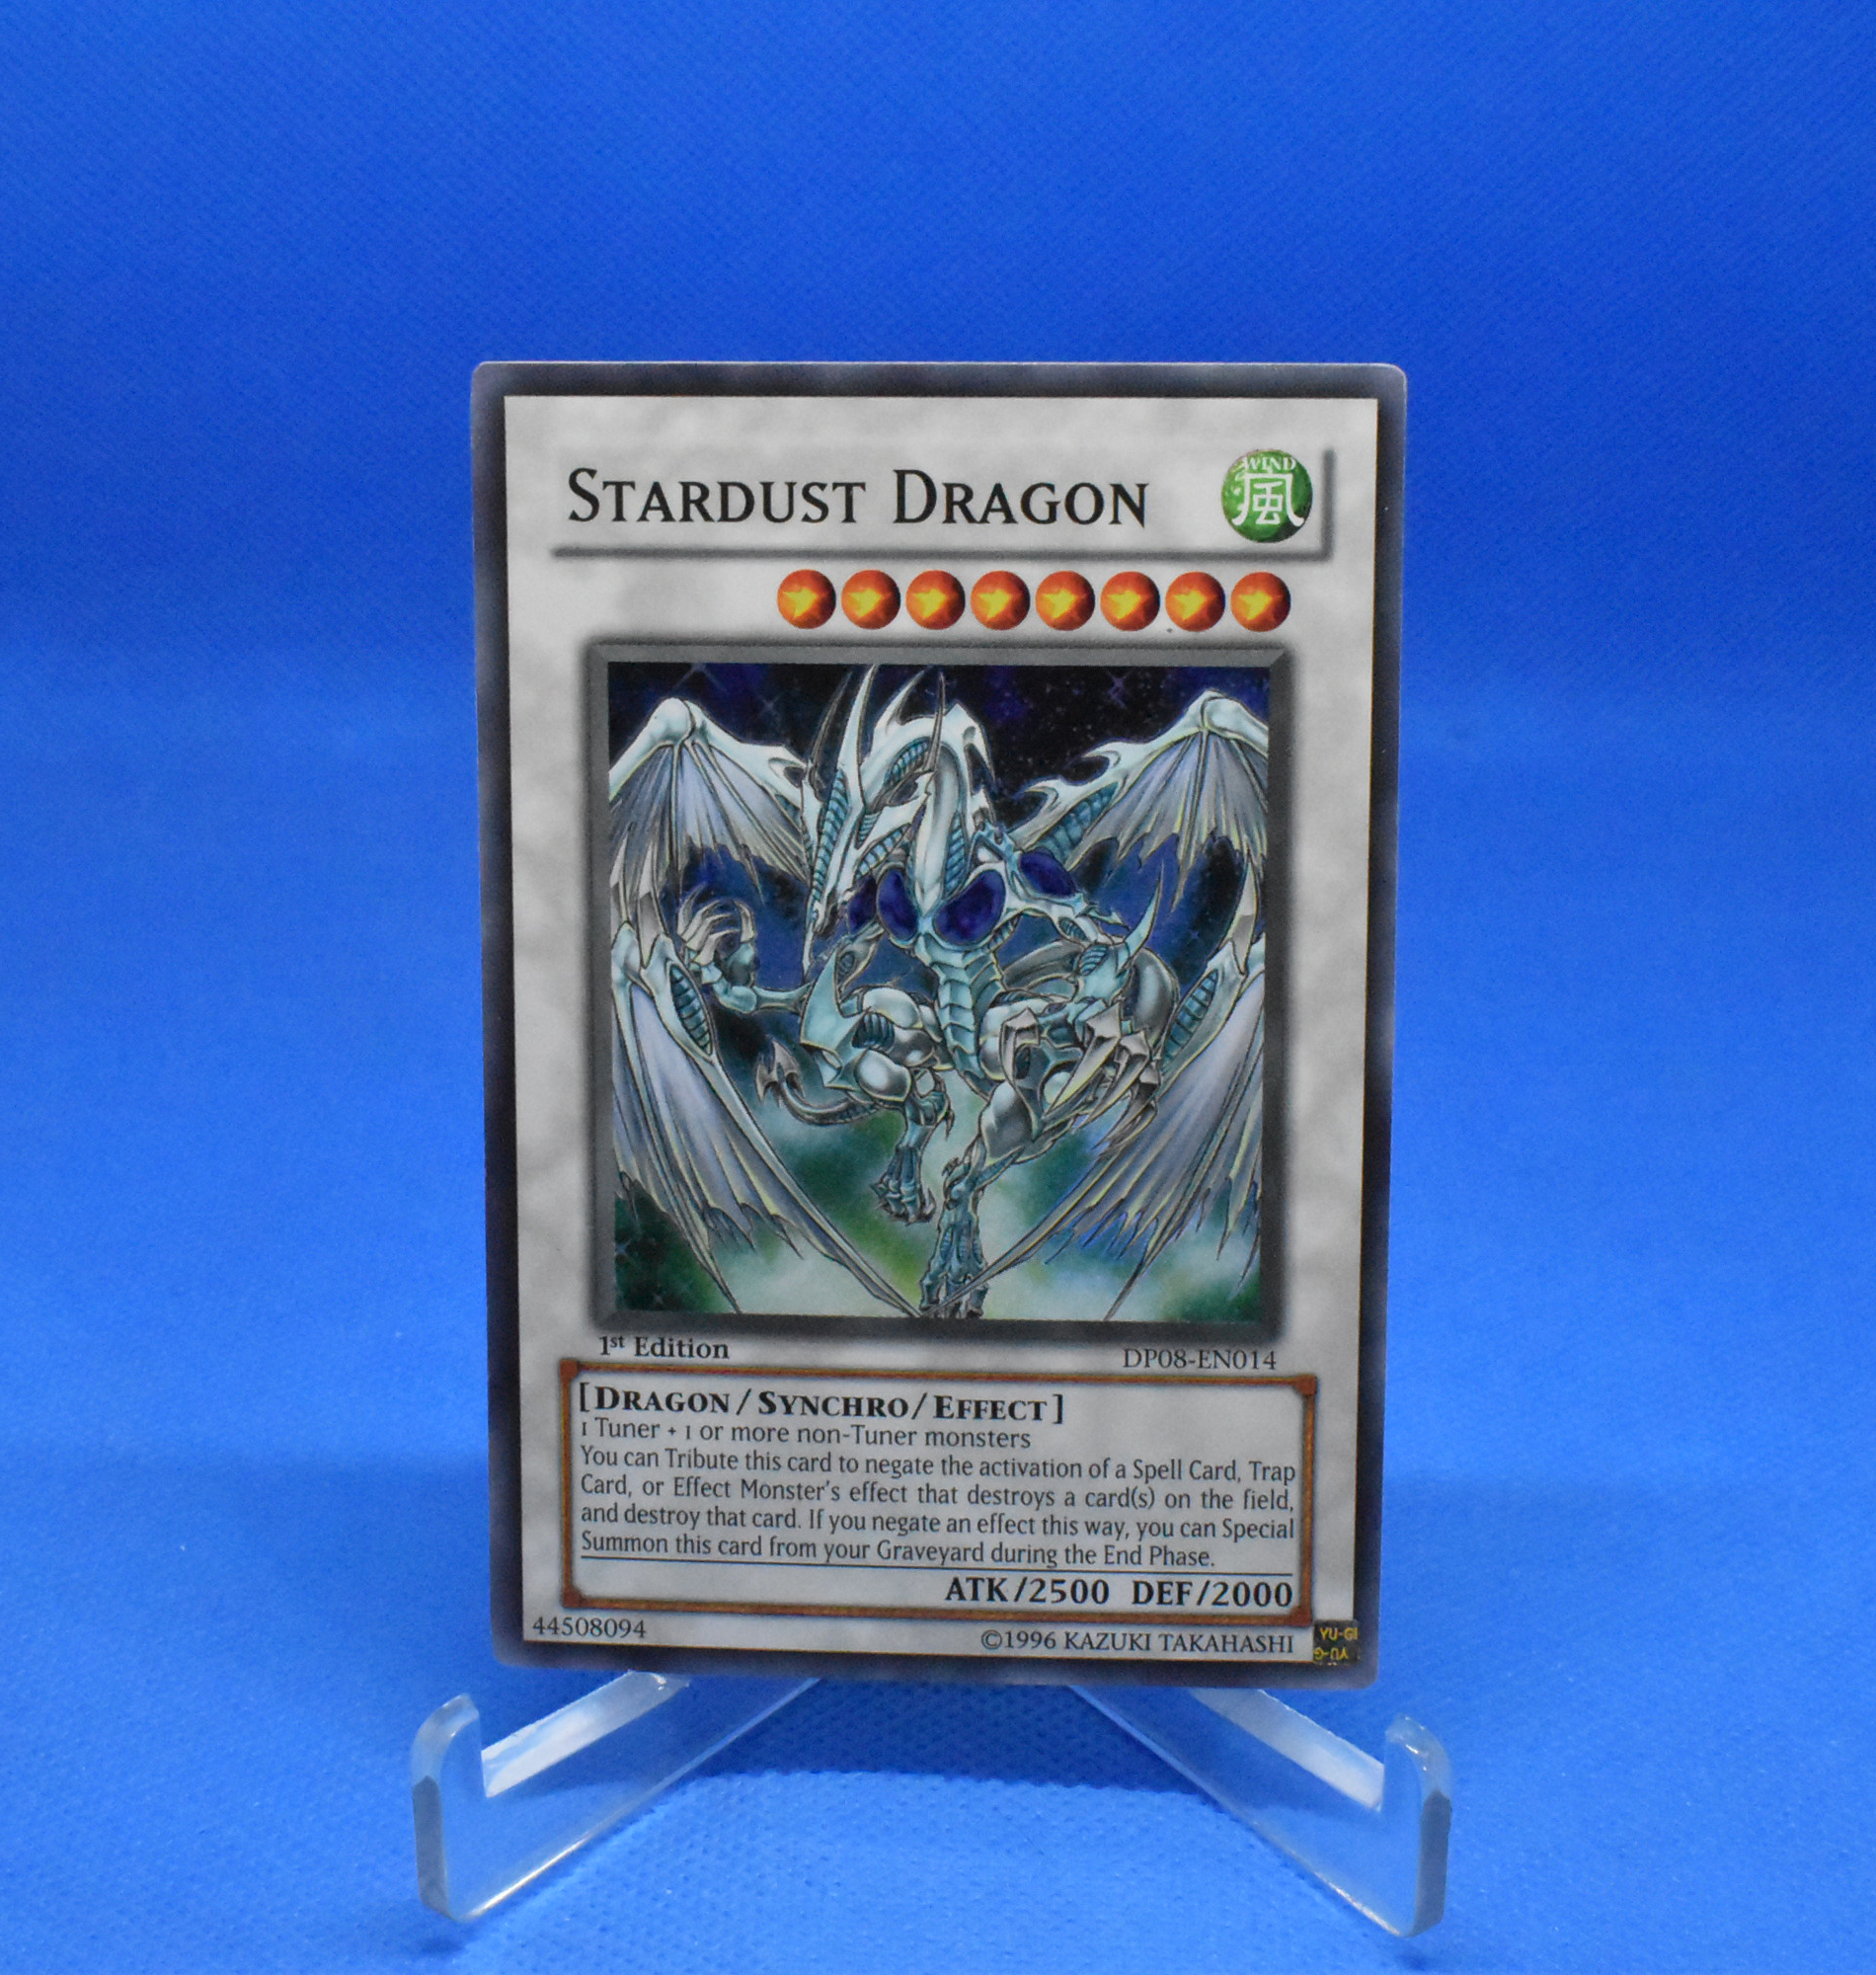 STARDUST DRAGON
WIND
風
1st Edition
DP08-EN014
[DRAGON/SYNCHRO/EFFECT]
1 Tuner + 1 or more non-Tuner monsters
You can Tribute this card to negate the activation of a Spell Card, Trap
Card, or Effect Monster's effect that destroys a card(s) on the field,
and destroy that card. If you negate an effect this way, you can Special
Summon this card from your Graveyard during the End Phase.
ATK/2500 DEF/2000
44508094
©1996 KAZUKI TAKAHASHI
YU-GI